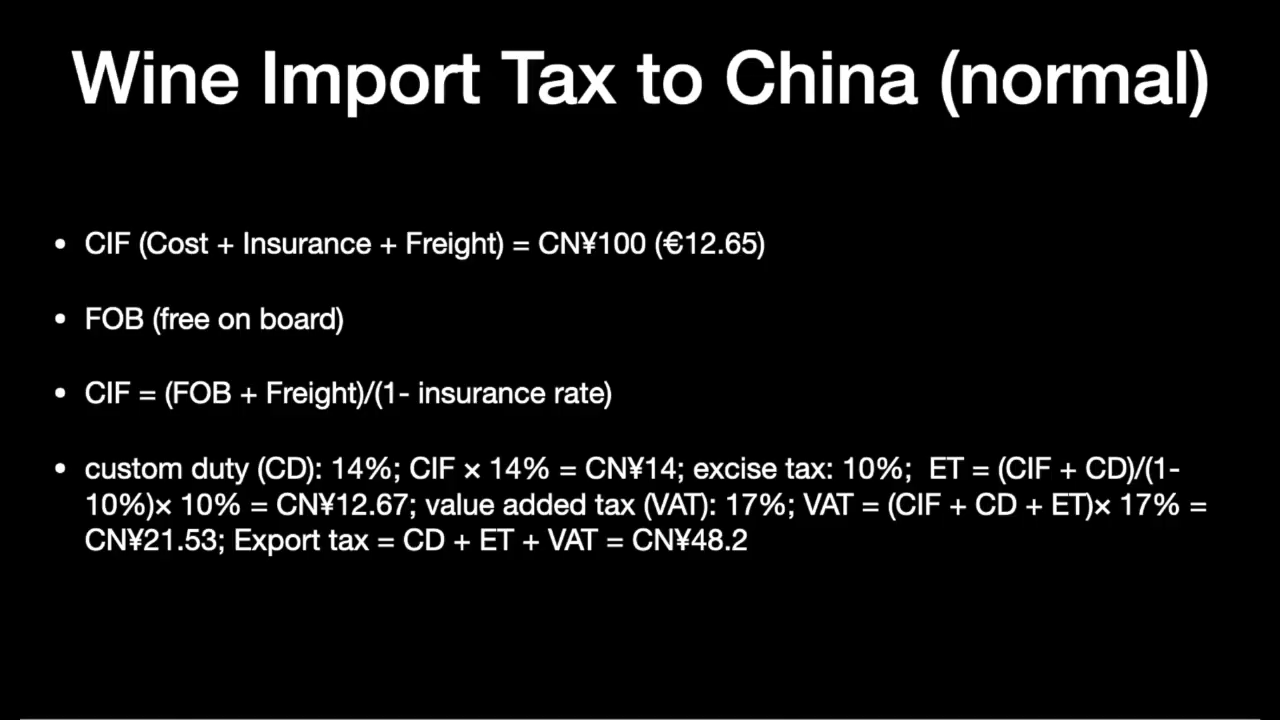 Wine Import Tax to China (normal)
• CIF (Cost + Insurance + Freight) = CN¥100 (€12.65)
• FOB (free on board)
• CIF = (FOB + Freight)/(1- insurance rate)
• custom duty (CD): 14%; CIF × 14% = CN¥14; excise tax: 10%;  ET = (CIF + CD)/(1-
10%)× 10% = CN¥12.67; value added tax (VAT): 17%; VAT = (CIF + CD + ET)× 17% =
CN¥21.53; Export tax = CD + ET + VAT = CN¥48.2